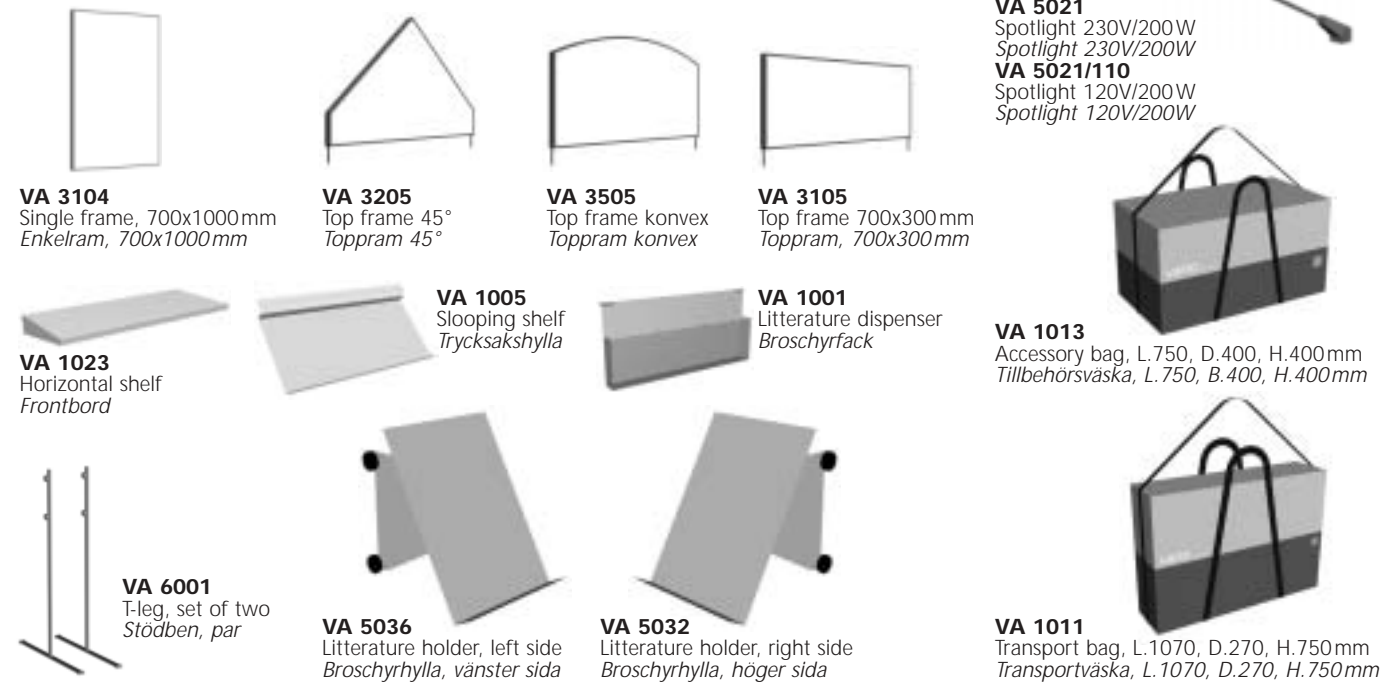 VA 5021
Spotlight 230V/200W
Spotlight 230V/200W
VA 5021/110
Spotlight 120V/200W
Spotlight 120V/200W
VA 3104
Single frame, 700x1000mm
Enkelram, 700x1000mm
VA 3205
Top frame 45°
Toppram 45°
VA 3505
Top frame konvex
Toppram konvex
VA 3105
Top frame 700x300mm
Toppram, 700x300mm
VA 1023
Horizontal shelf
Frontbord
VA 1005
Slooping shelf
Trycksakshylla
VA 1001
Litterature dispenser
Broschyrfack
VA 1013
Accessory bag, L.750, D.400, H.400mm
Tillbehörsväska, L.750, B.400, H.400mm
VA 6001
T-leg, set of two
Stödben, par
VA 5036
Litterature holder, left side
Broschyrhylla, vänster sida
VA 5032
Litterature holder, right side
Broschyrhylla, höger sida
VA 1011
Transport bag, L.1070, D.270, H.750mm
Transportväska, L.1070, D.270, H.750mm